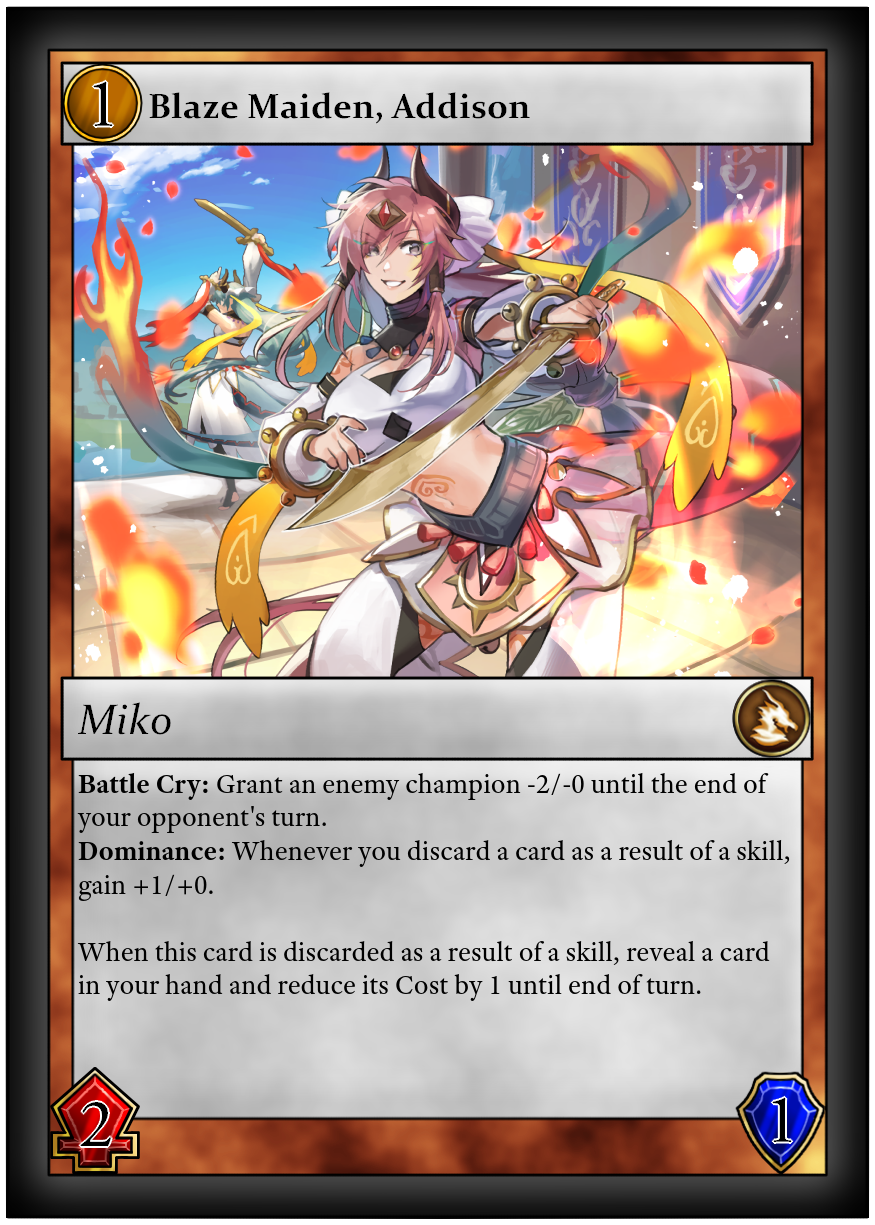 1
Blaze Maiden, Addison
Miko
Battle Cry: Grant an enemy champion -2/-0 until the end of
your opponent's turn.
Dominance: Whenever you discard a card as a result of a skill,
gain +1/+0.
When this card is discarded as a result of a skill, reveal a card
in your hand and reduce its Cost by 1 until end of turn.
2
1